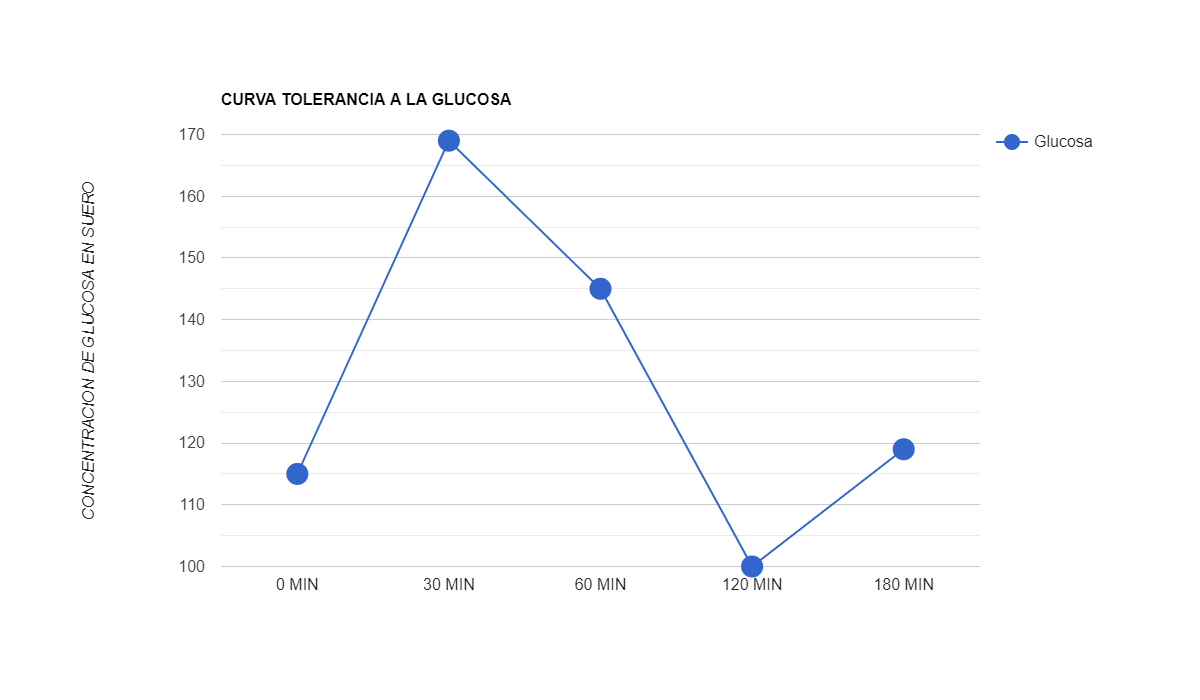 CURVA TOLERANCIA A LA GLUCOSA
Glucosa
CONCENTRACION DE GLUCOSA EN SUERO
170
160
150
140
130
120
110
100
0 MIN
30 MIN
60 MIN
120 MIN
180 MIN